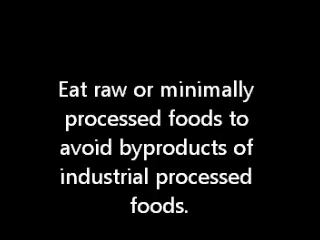 Eat raw or minimally
processed foods to
avoid byproducts of
industrial processed
foods.